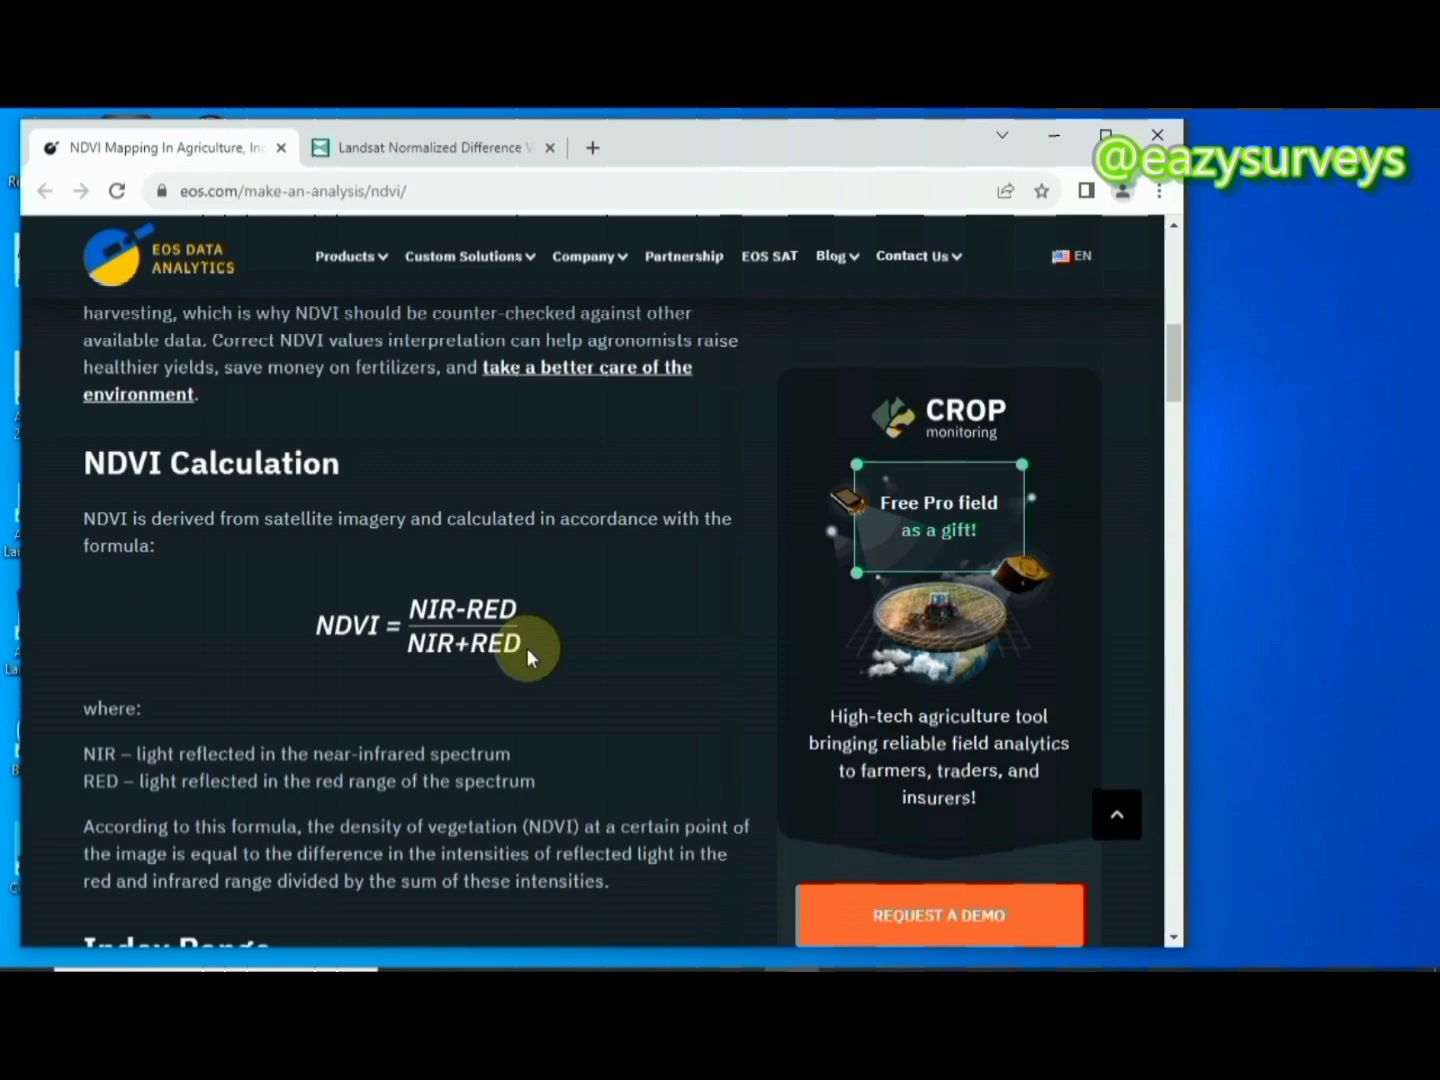 NDVI Mapping In Agriculture, In
Landsat Normalized Difference V
@eazysurveys
eos.com/make-an-analysis/ndvi/
EOS DATA
ANALYTICS
Products
Custom Solutions
Company
Partnership
EOS SAT
Blog
Contact Us
EN
harvesting, which is why NDVI should be counter-checked against other
available data. Correct NDVI values interpretation can help agronomists raise
healthier yields, save money on fertilizers, and take a better care of the
environment.
NDVI Calculation
NDVI is derived from satellite imagery and calculated in accordance with the
formula:
NDVI = NIR-RED
NIR+RED
where:
NIR – light reflected in the near-infrared spectrum
RED – light reflected in the red range of the spectrum
According to this formula, the density of vegetation (NDVI) at a certain point of
the image is equal to the difference in the intensities of reflected light in the
red and infrared range divided by the sum of these intensities.
Index Range
CROP
monitoring
Free Pro field
as a gift!
High-tech agriculture tool
bringing reliable field analytics
to farmers, traders, and
insurers!
REQUEST A DEMO